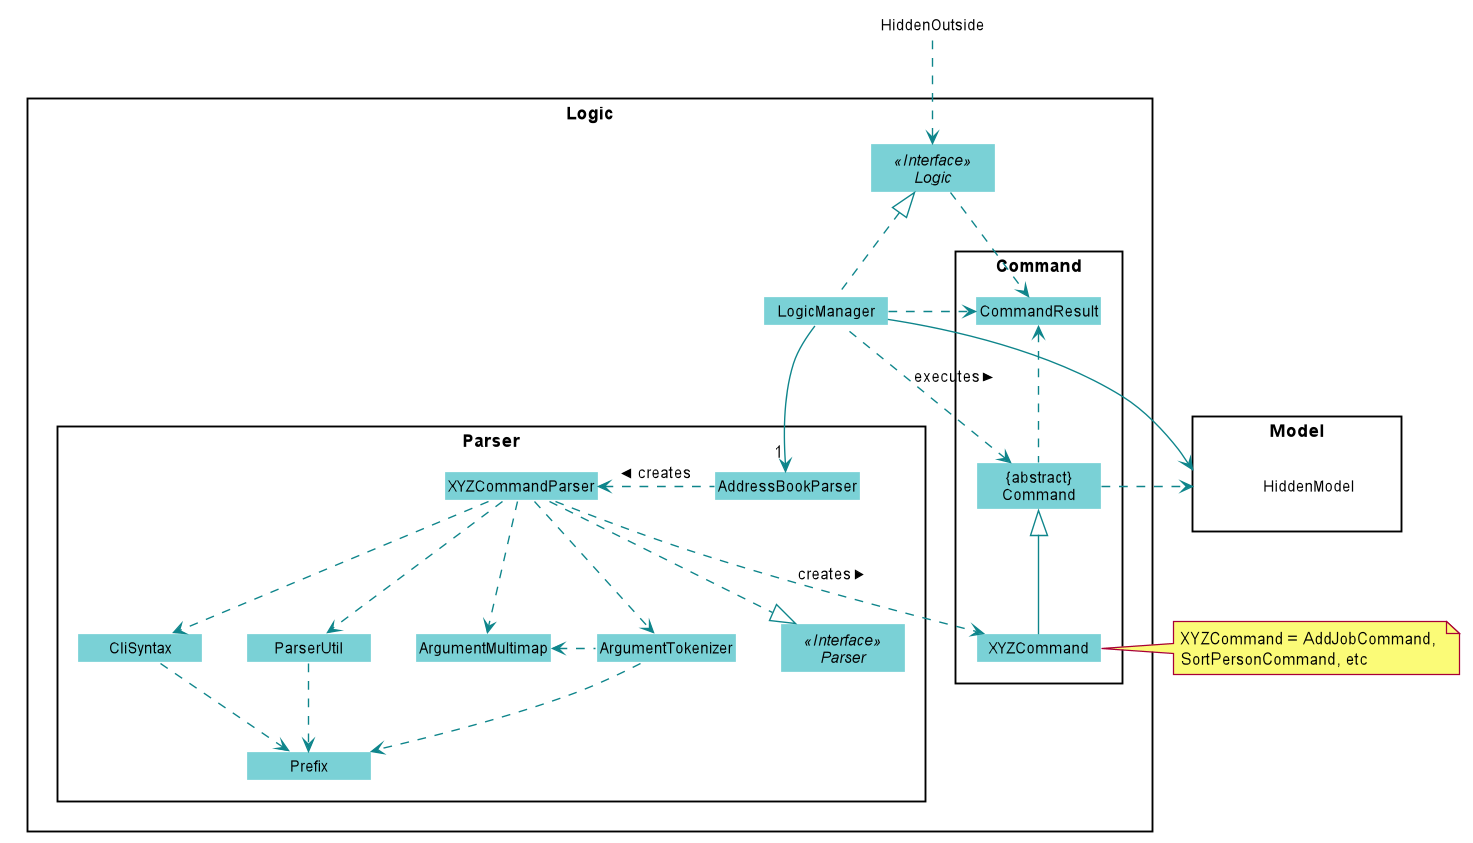 HiddenOutside
Logic
«Interface»
Logic
Command
LogicManager
CommandResult
executes ►
Parser
Model
1
◄ creates
XYZCommandParser
AddressBookParser
{abstract}
Command
HiddenModel
creates ►
CliSyntax
ParserUtil
ArgumentMultimap
ArgumentTokenizer
«Interface»
Parser
XYZCommand
XYZCommand = AddJobCommand,
SortPersonCommand, etc
Prefix